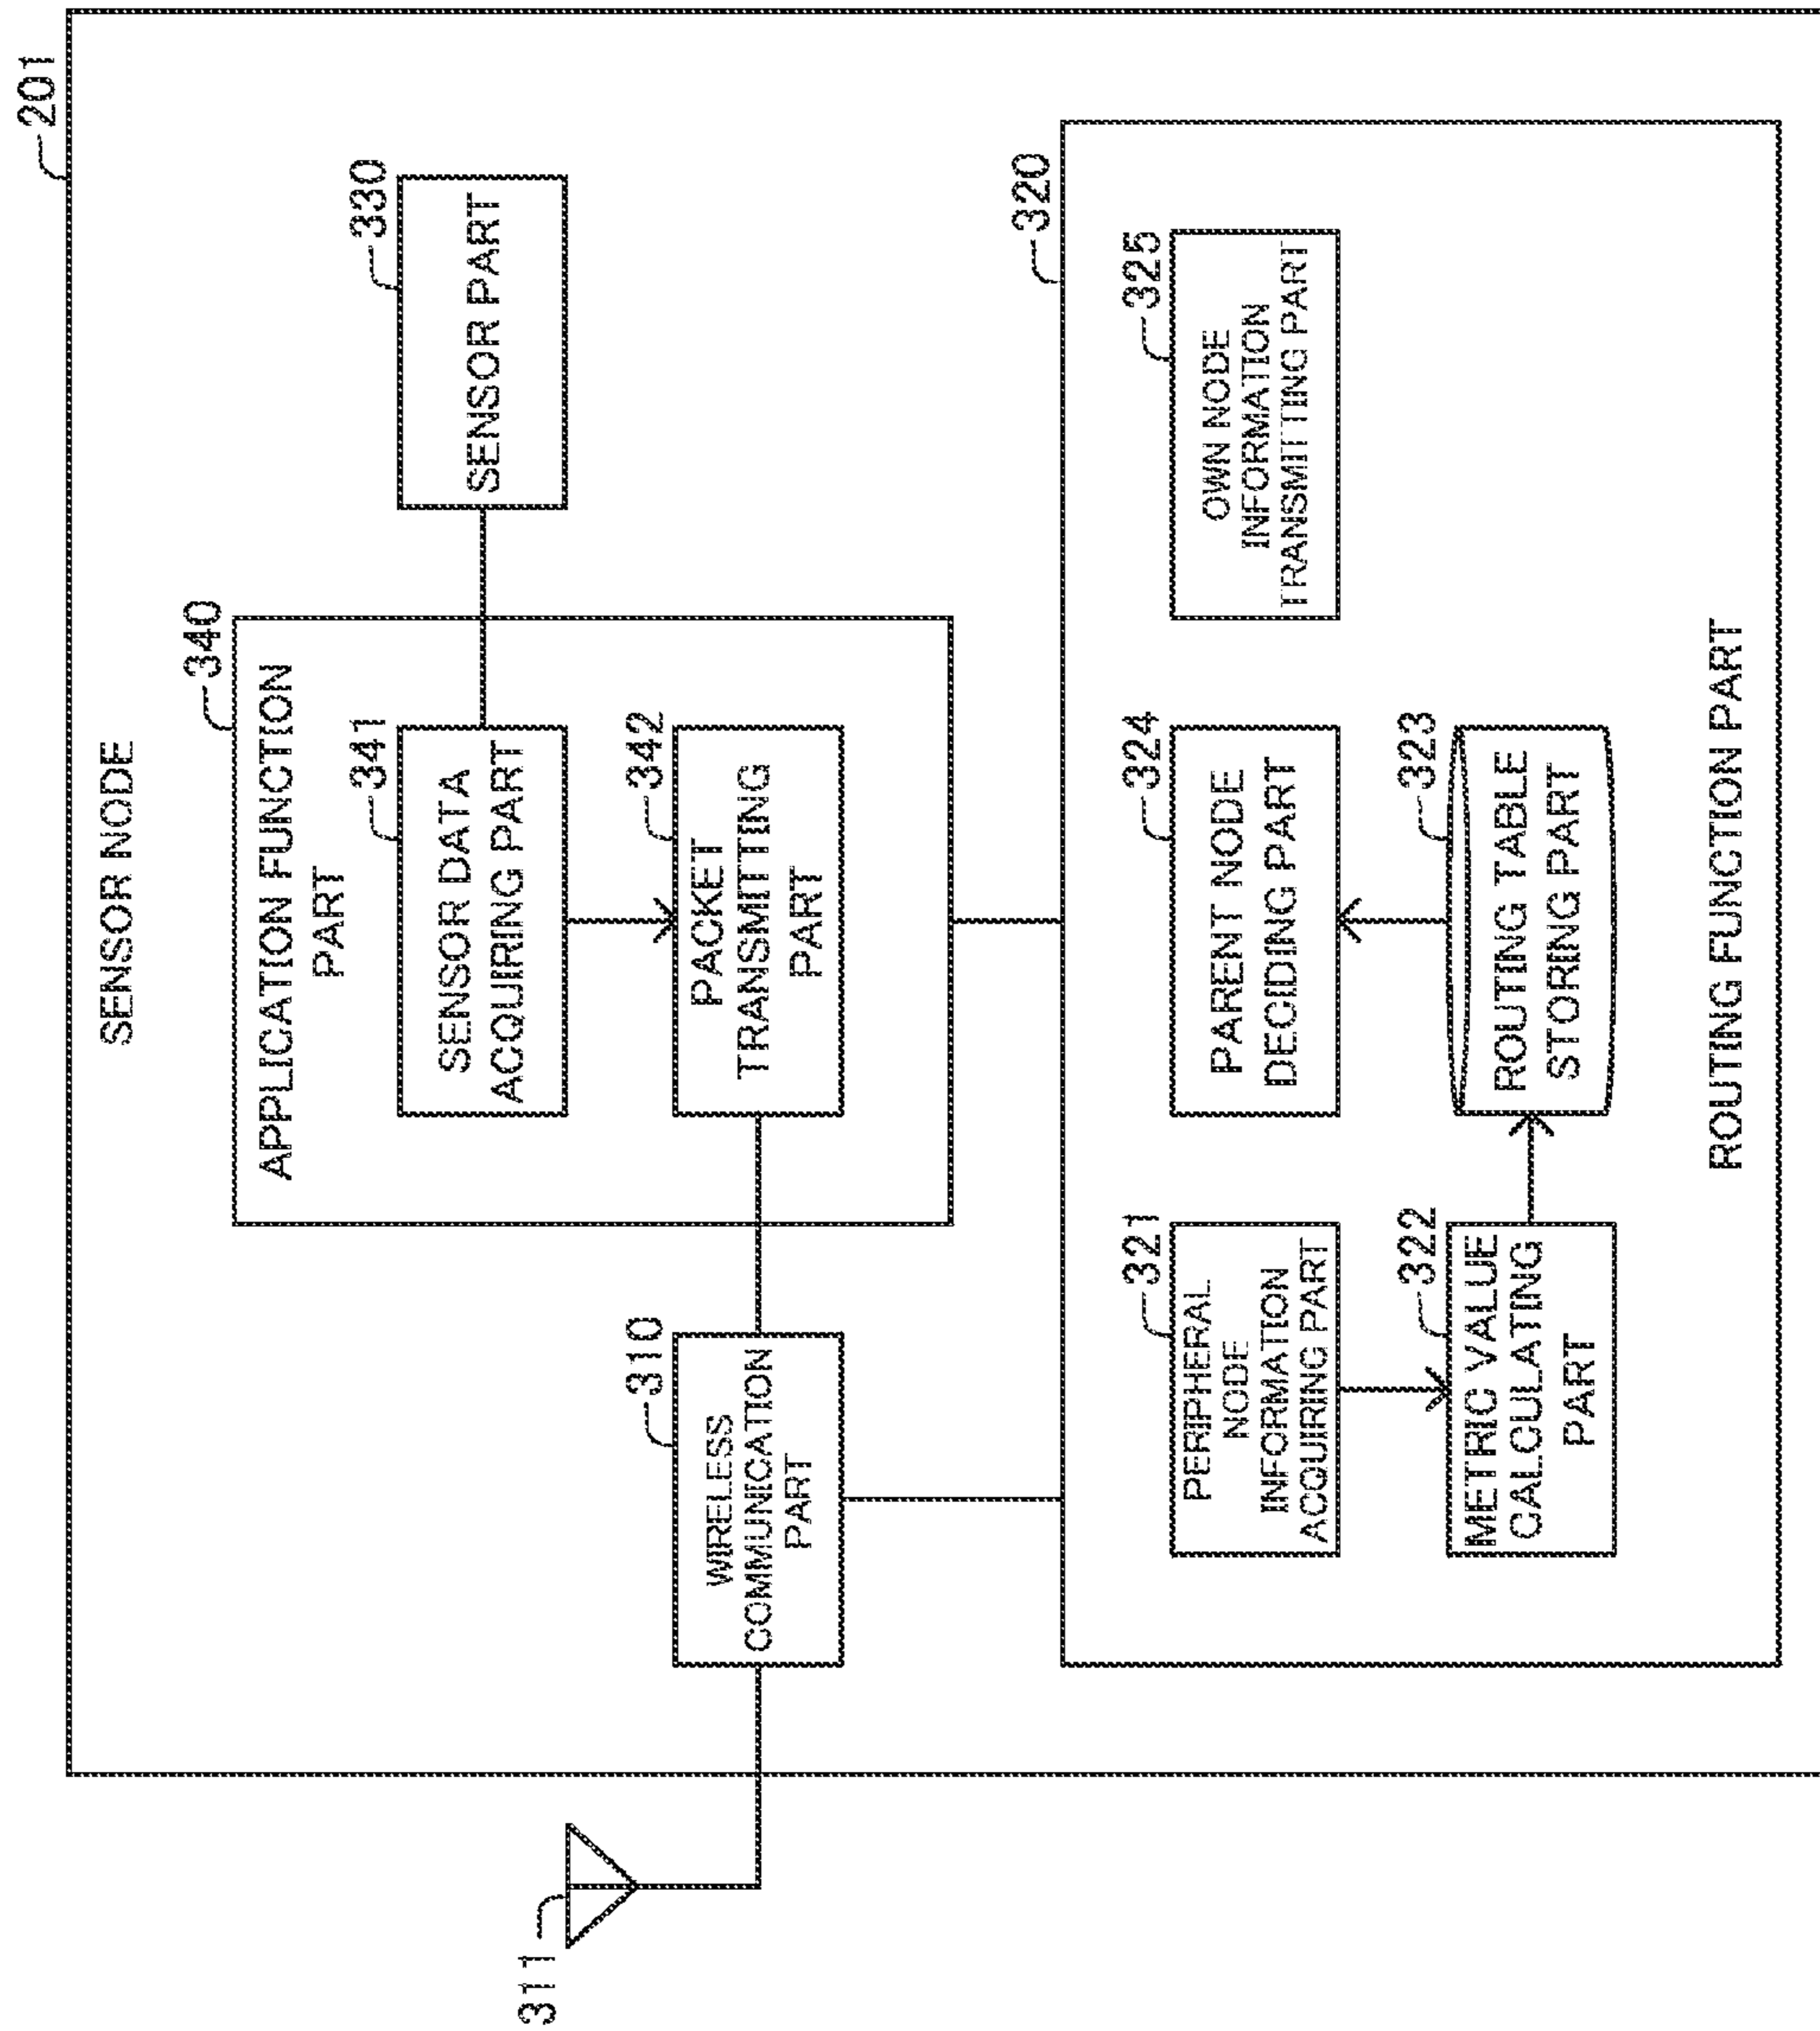 201
SENSOR NODE
340
APPLICATION FUNCTION
PART
330
SENSOR PART
341
SENSOR DATA
ACQUIRING PART
342
PACKET
TRANSMITTING
PART
310
WIRELESS
COMMUNICATION
PART
311
320
321
PERIPHERAL
NODE
INFORMATION
ACQUIRING PART
324
PARENT NODE
DECIDING PART
325
OWN NODE
INFORMATION
TRANSMITTING PART
322
METRIC VALUE
CALCULATING
PART
323
ROUTING TABLE
STORING PART
ROUTING FUNCTION PART